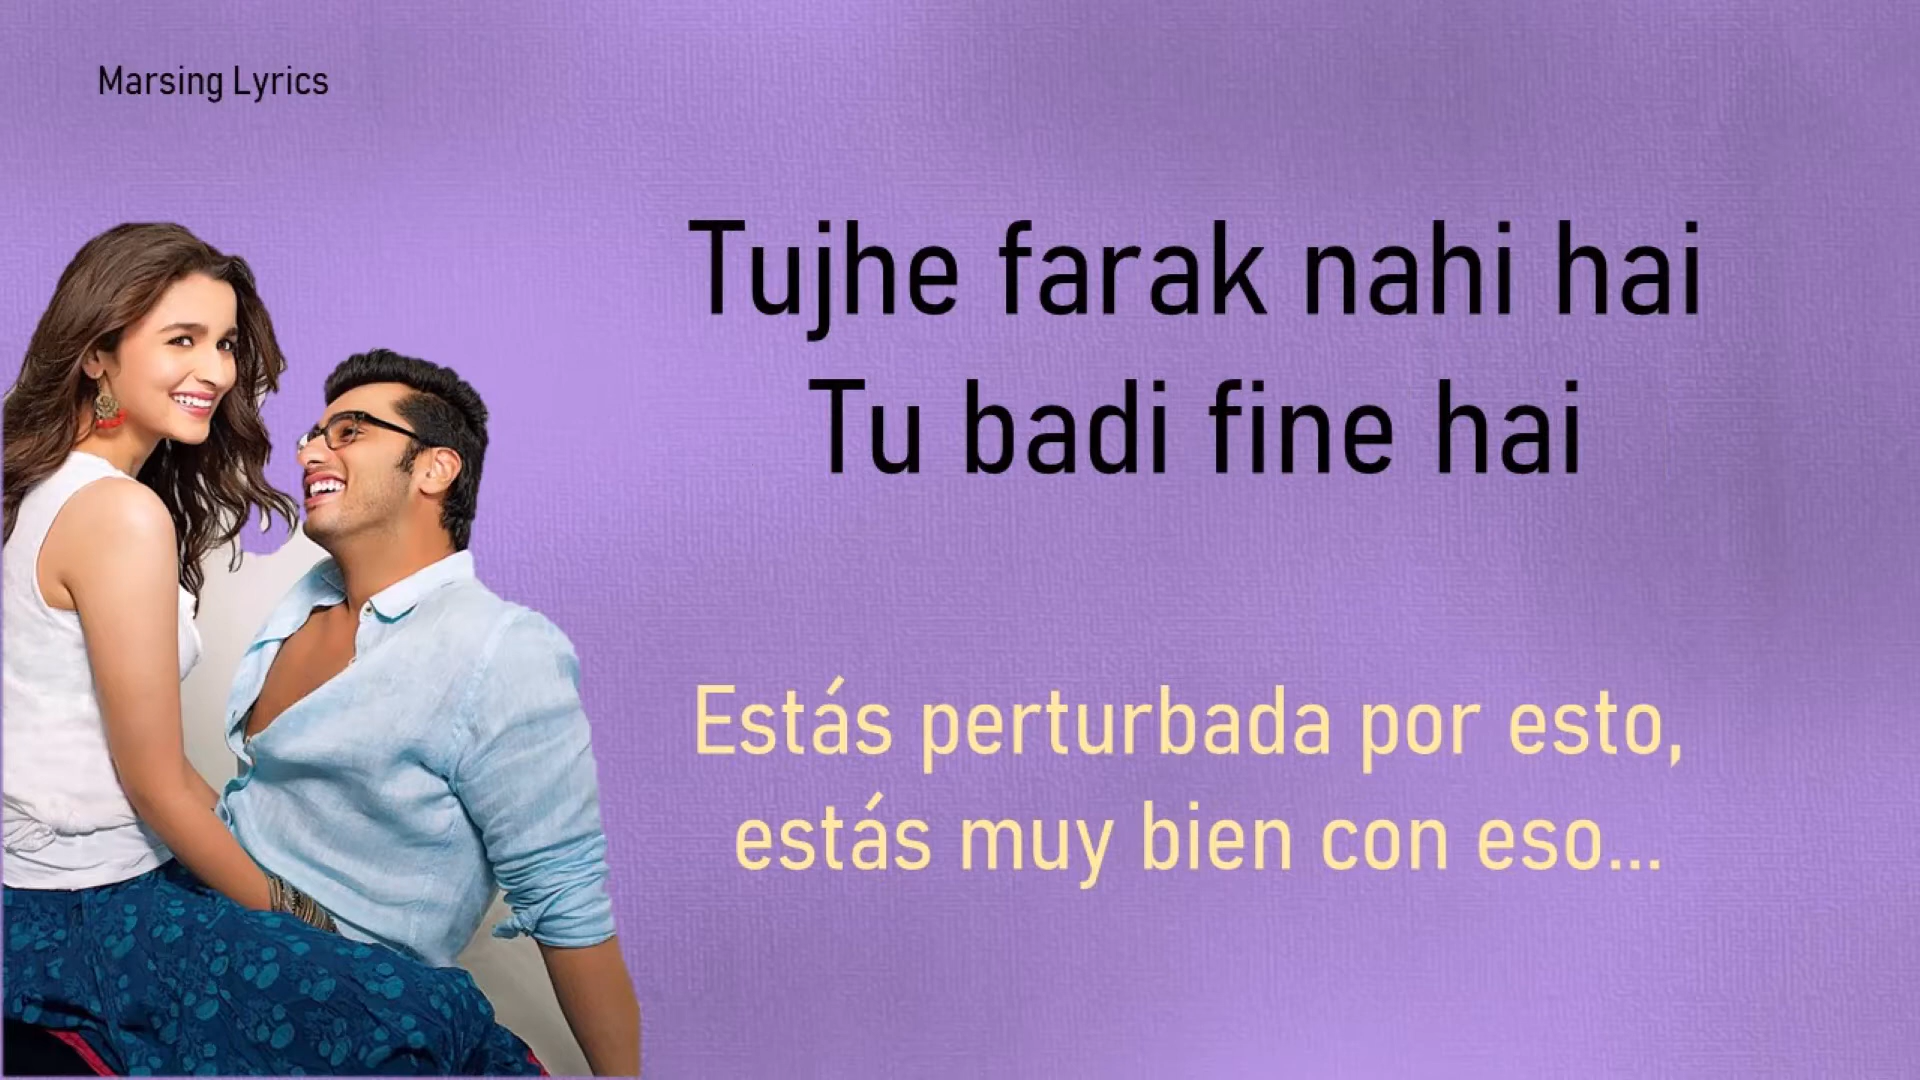 Marsing Lyrics
Tujhe farak nahi hai
Tu badi fine hai
Estás perturbada por esto,
estás muy bien con eso...